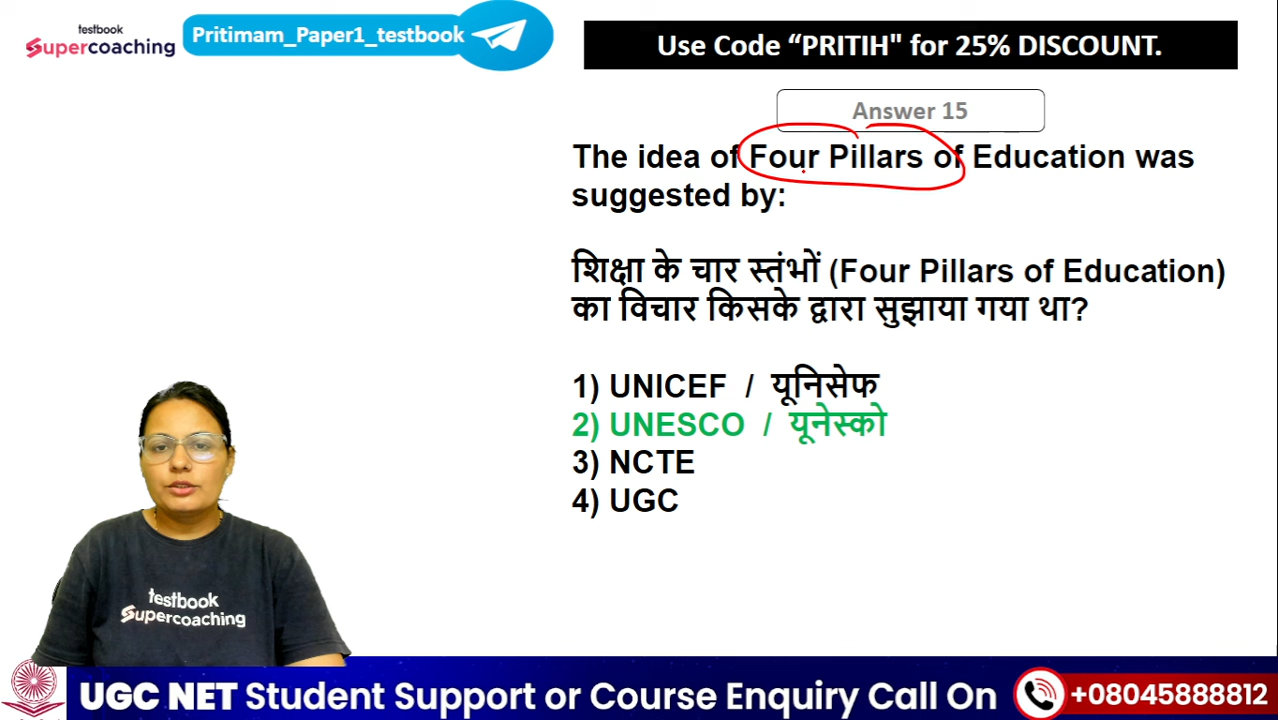 testbook
Supercoaching
Pritimam_Paper1_testbook
Use Code “PRITIH" for 25% DISCOUNT.
Answer 15
The idea of Four Pillars of Education was
suggested by:
शिक्षा के चार स्तंभों (Four Pillars of Education)
का विचार किसके द्वारा सुझाया गया था?
1) UNICEF / यूनिसेफ
2) UNESCO / यूनेस्को
3) NCTE
4) UGC
testbook
Supercoaching
UGC NET Student Support or Course Enquiry Call On +08045888812